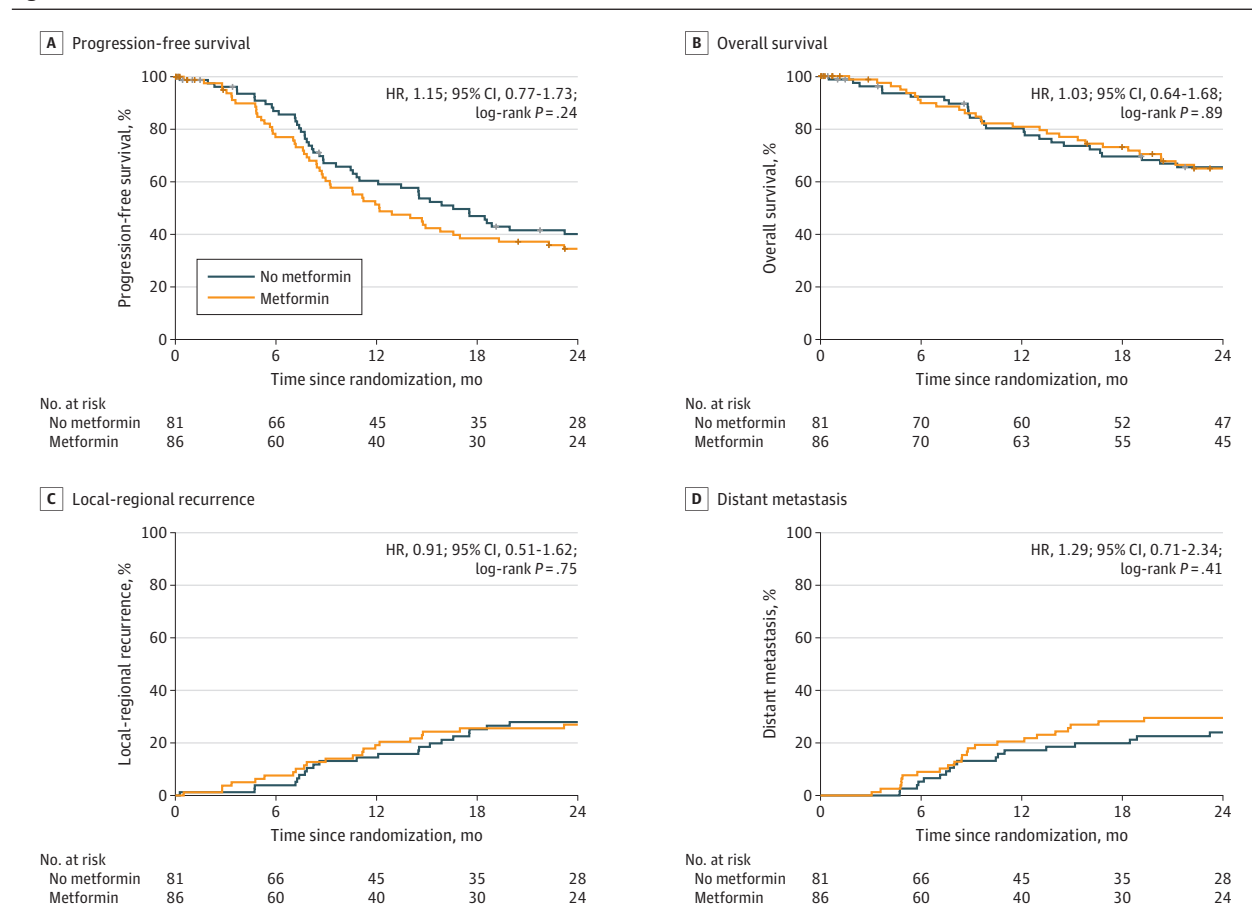 A Progression-free survival
100
80
60
40
20
0
Progression-free survival, %
HR, 1.15; 95% CI, 0.77-1.73;
log-rank P = .24
No metformin
Metformin
0 6 12 18 24
Time since randomization, mo
No. at risk
No metformin 81 66 45 35 28
Metformin 86 60 40 30 24
B Overall survival
100
80
60
40
20
0
Overall survival, %
HR, 1.03; 95% CI, 0.64-1.68;
log-rank P = .89
0 6 12 18 24
Time since randomization, mo
No. at risk
No metformin 81 70 60 52 47
Metformin 86 70 63 55 45
C Local-regional recurrence
100
80
60
40
20
0
Local-regional recurrence, %
HR, 0.91; 95% CI, 0.51-1.62;
log-rank P = .75
0 6 12 18 24
Time since randomization, mo
No. at risk
No metformin 81 66 45 35 28
Metformin 86 60 40 30 24
D Distant metastasis
100
80
60
40
20
0
Distant metastasis, %
HR, 1.29; 95% CI, 0.71-2.34;
log-rank P = .41
0 6 12 18 24
Time since randomization, mo
No. at risk
No metformin 81 66 45 35 28
Metformin 86 60 40 30 24